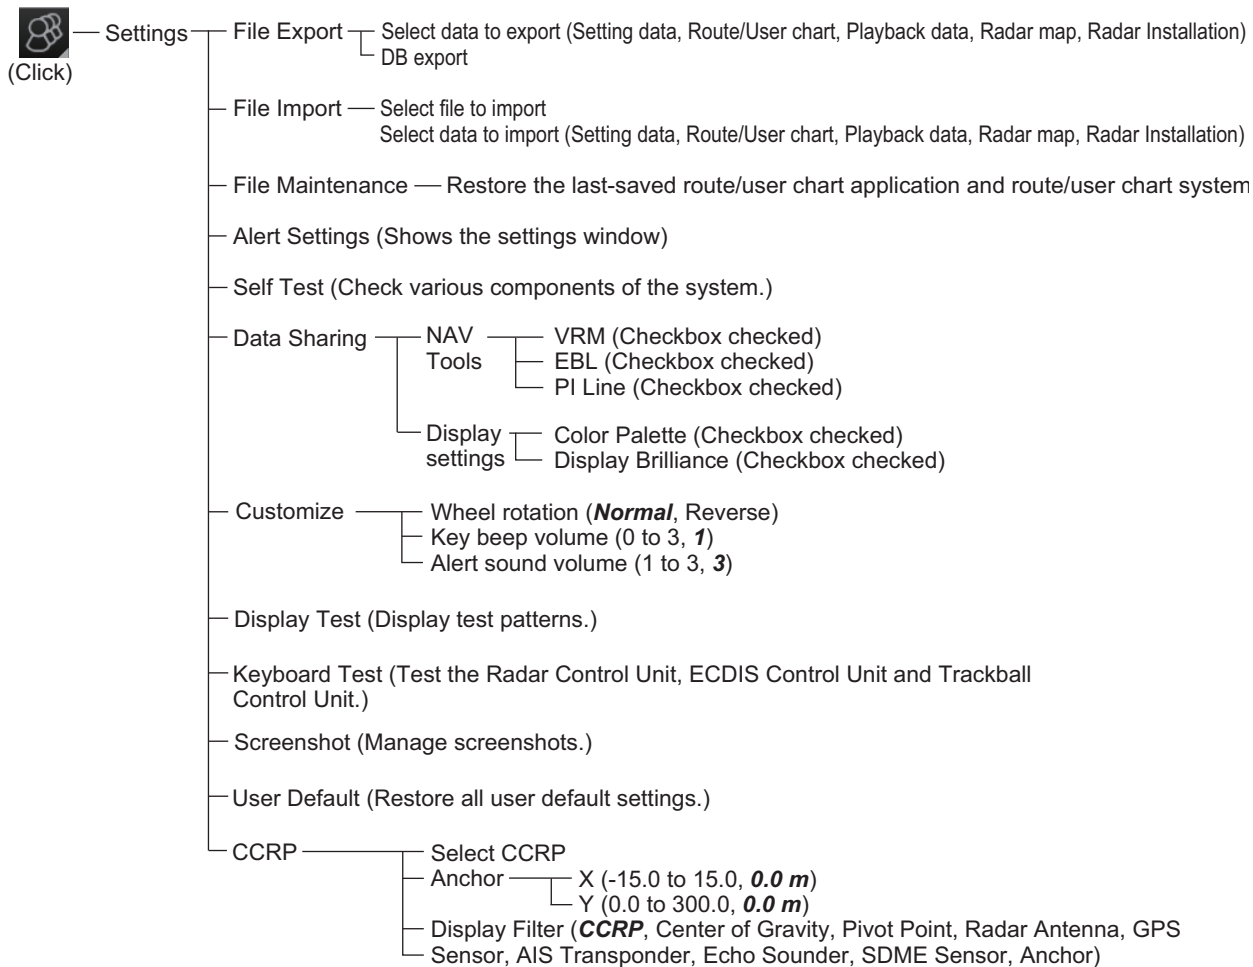 Settings
(Click)
File Export
Select data to export (Setting data, Route/User chart, Playback data, Radar map, Radar Installation)
DB export
File Import
Select file to import
Select data to import (Setting data, Route/User chart, Playback data, Radar map, Radar Installation)
File Maintenance
Restore the last-saved route/user chart application and route/user chart system
Alert Settings (Shows the settings window)
Self Test (Check various components of the system.)
Data Sharing
NAV
Tools
VRM (Checkbox checked)
EBL (Checkbox checked)
PI Line (Checkbox checked)
Display
settings
Color Palette (Checkbox checked)
Display Brilliance (Checkbox checked)
Customize
Wheel rotation (Normal, Reverse)
Key beep volume (0 to 3, 1)
Alert sound volume (1 to 3, 3)
Display Test (Display test patterns.)
Keyboard Test (Test the Radar Control Unit, ECDIS Control Unit and Trackball
Control Unit.)
Screenshot (Manage screenshots.)
User Default (Restore all user default settings.)
CCRP
Select CCRP
Anchor
X (-15.0 to 15.0, 0.0 m)
Y (0.0 to 300.0, 0.0 m)
Display Filter (CCRP, Center of Gravity, Pivot Point, Radar Antenna, GPS
Sensor, AIS Transponder, Echo Sounder, SDME Sensor, Anchor)